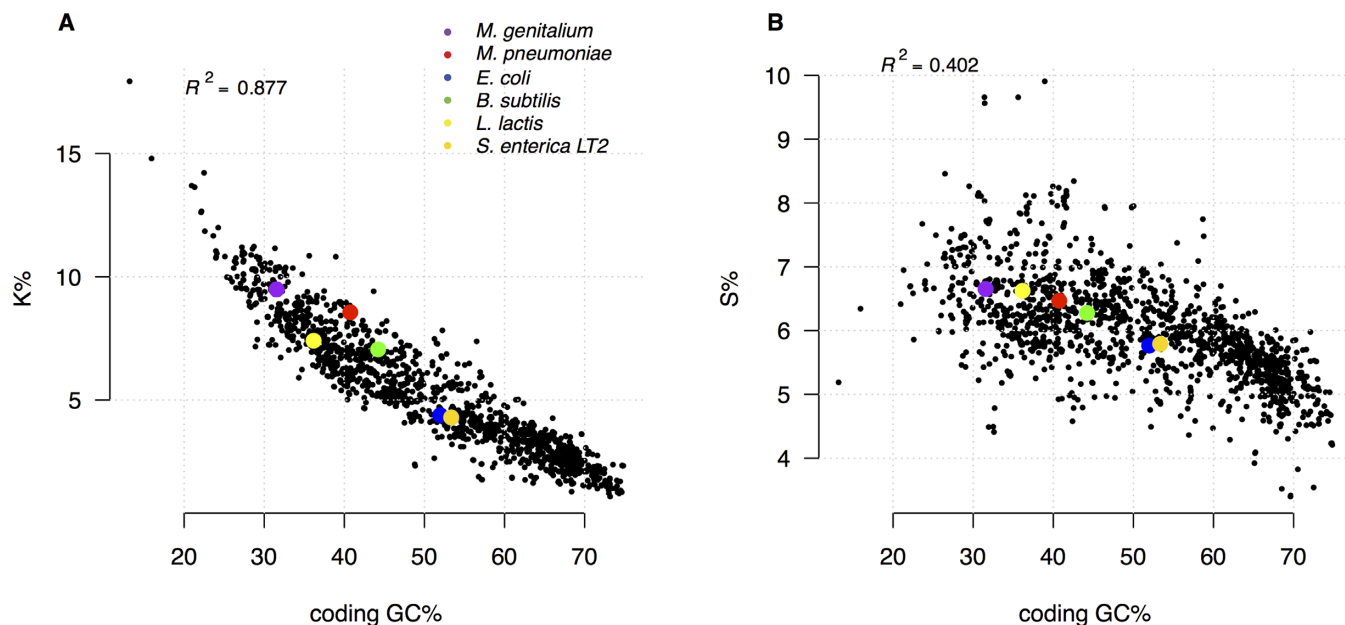 A
M. genitalium
M. pneumoniae
E. coli
B. subtilis
L. lactis
S. enterica LT2
R² = 0.877
K%
15
10
5
20 30 40 50 60 70
coding GC%
B
R² = 0.402
S%
10
9
8
7
6
5
4
20 30 40 50 60 70
coding GC%